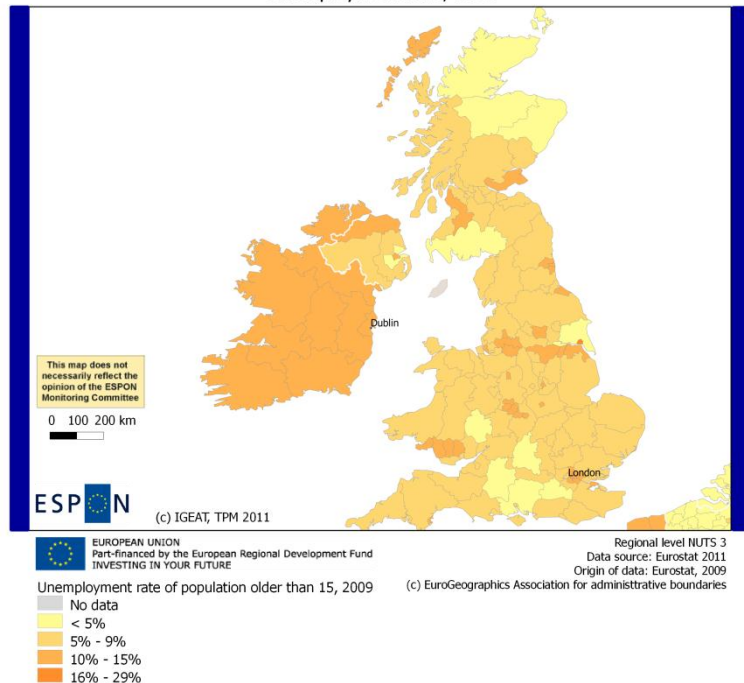 Dublin
London
This map does not
necessarily reflect the
opinion of the ESPON
Monitoring Committee
0 100 200 km
ESPON
(c) IGEAT, TPM 2011
EUROPEAN UNION
Part-financed by the European Regional Development Fund
INVESTING IN YOUR FUTURE
Regional level NUTS 3
Data source: Eurostat 2011
Origin of data: Eurostat, 2009
(c) EuroGeographics Association for administtrative boundaries
Unemployment rate of population older than 15, 2009
No data
< 5%
5% - 9%
10% - 15%
16% - 29%